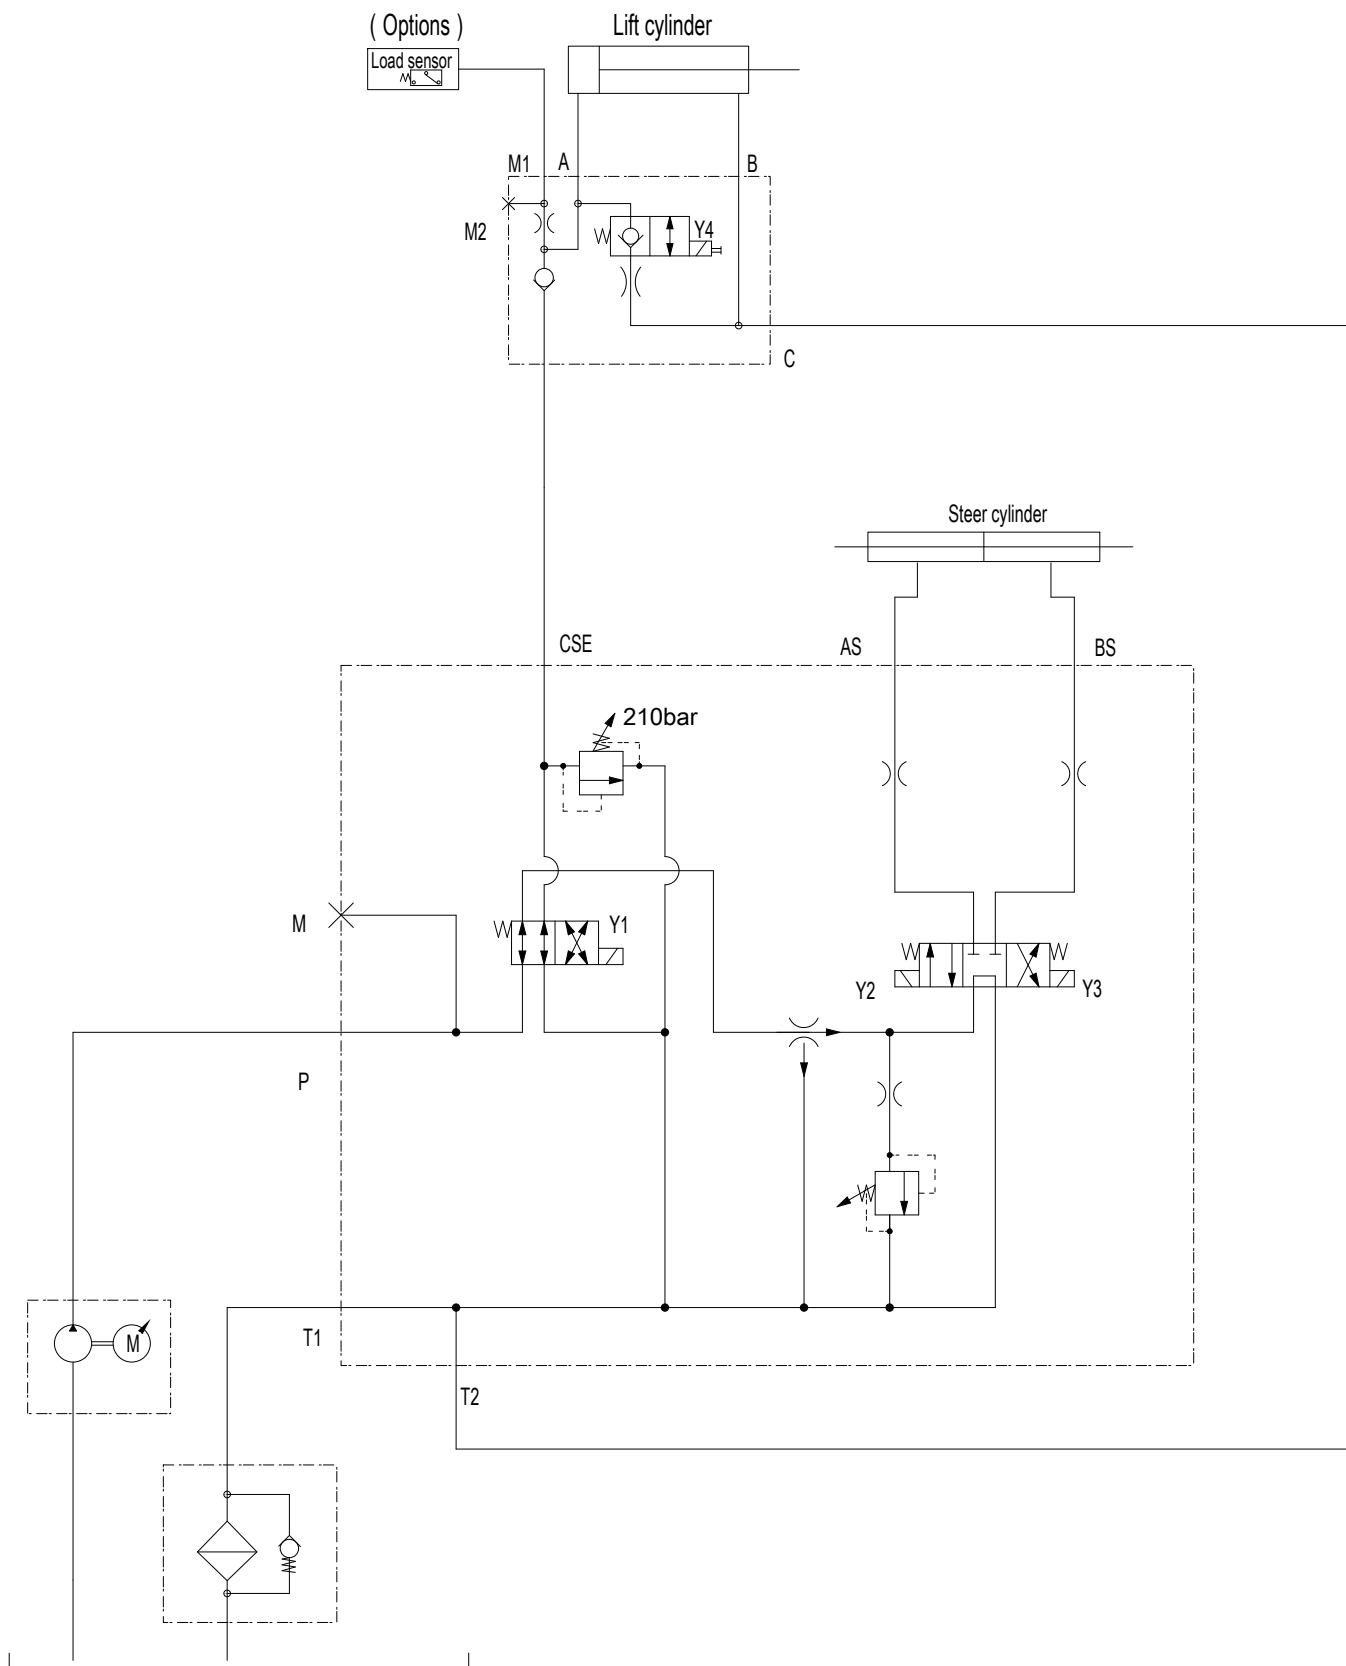 ( Options )
Lift cylinder
Load sensor
M1
A
B
M2
Y4
C
Steer cylinder
CSE
AS
BS
210bar
M
Y1
Y2
Y3
P
T1
M
T2